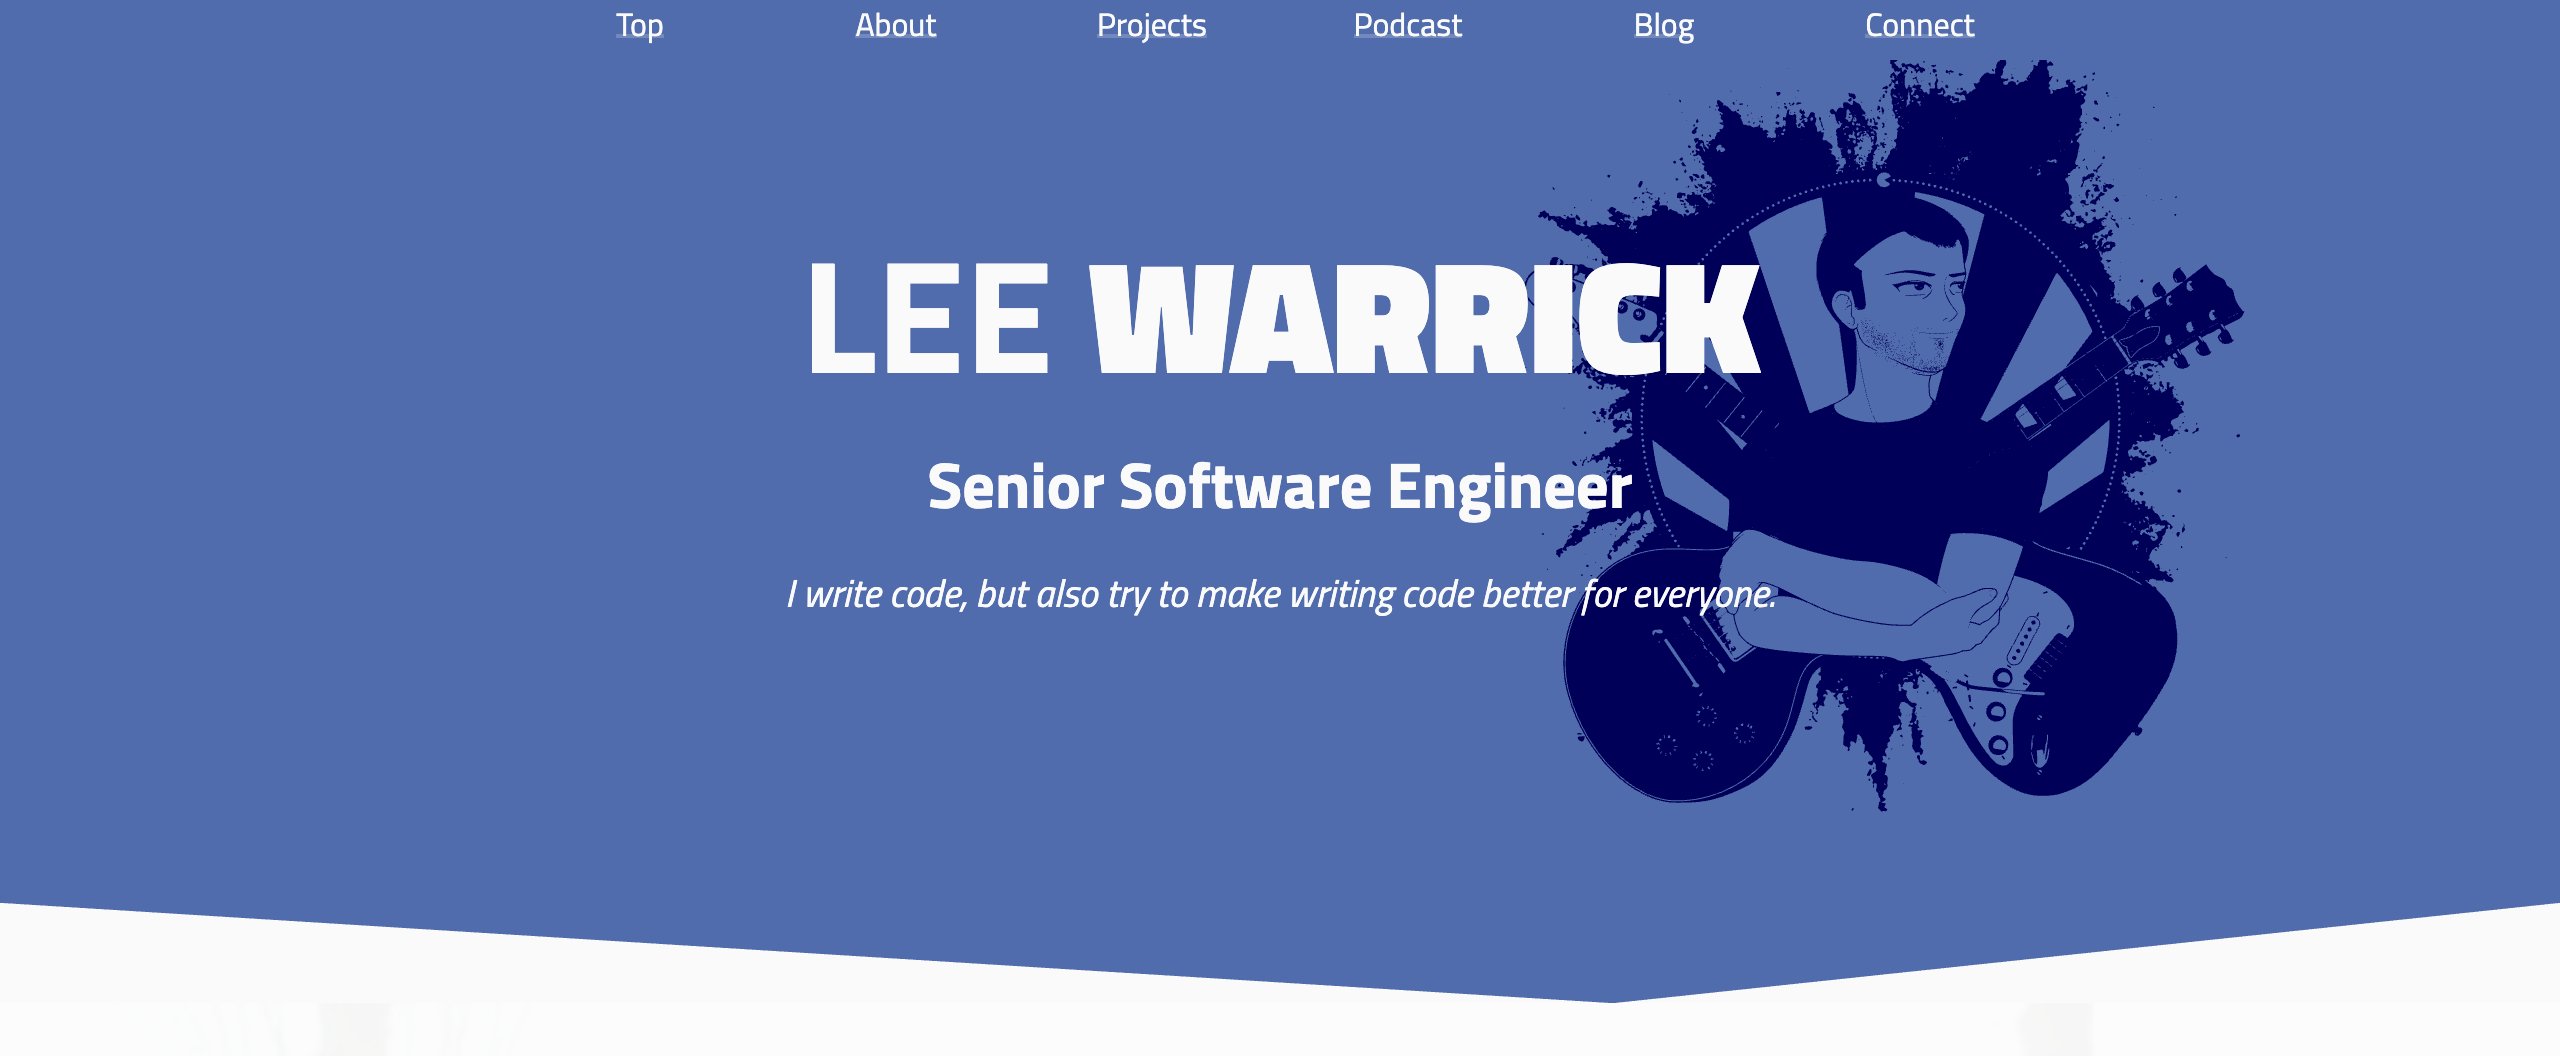 Top About Projects Podcast Blog Connect
LEE WARRICK
Senior Software Engineer
I write code, but also try to make writing code better for everyone.